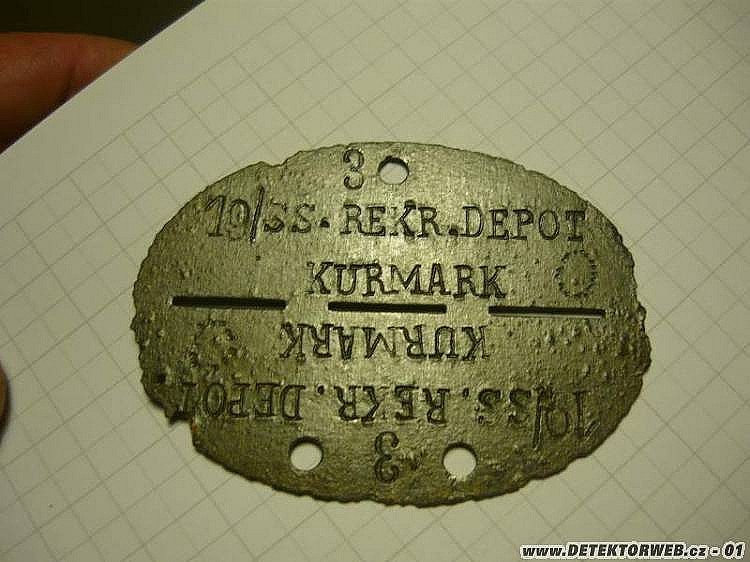 3
10/SS.REKR.DEPOT
KURMARK
KURMARK
10/SS.REKR.DEPOT
3
www.DETEKTORWEB.cz - 01